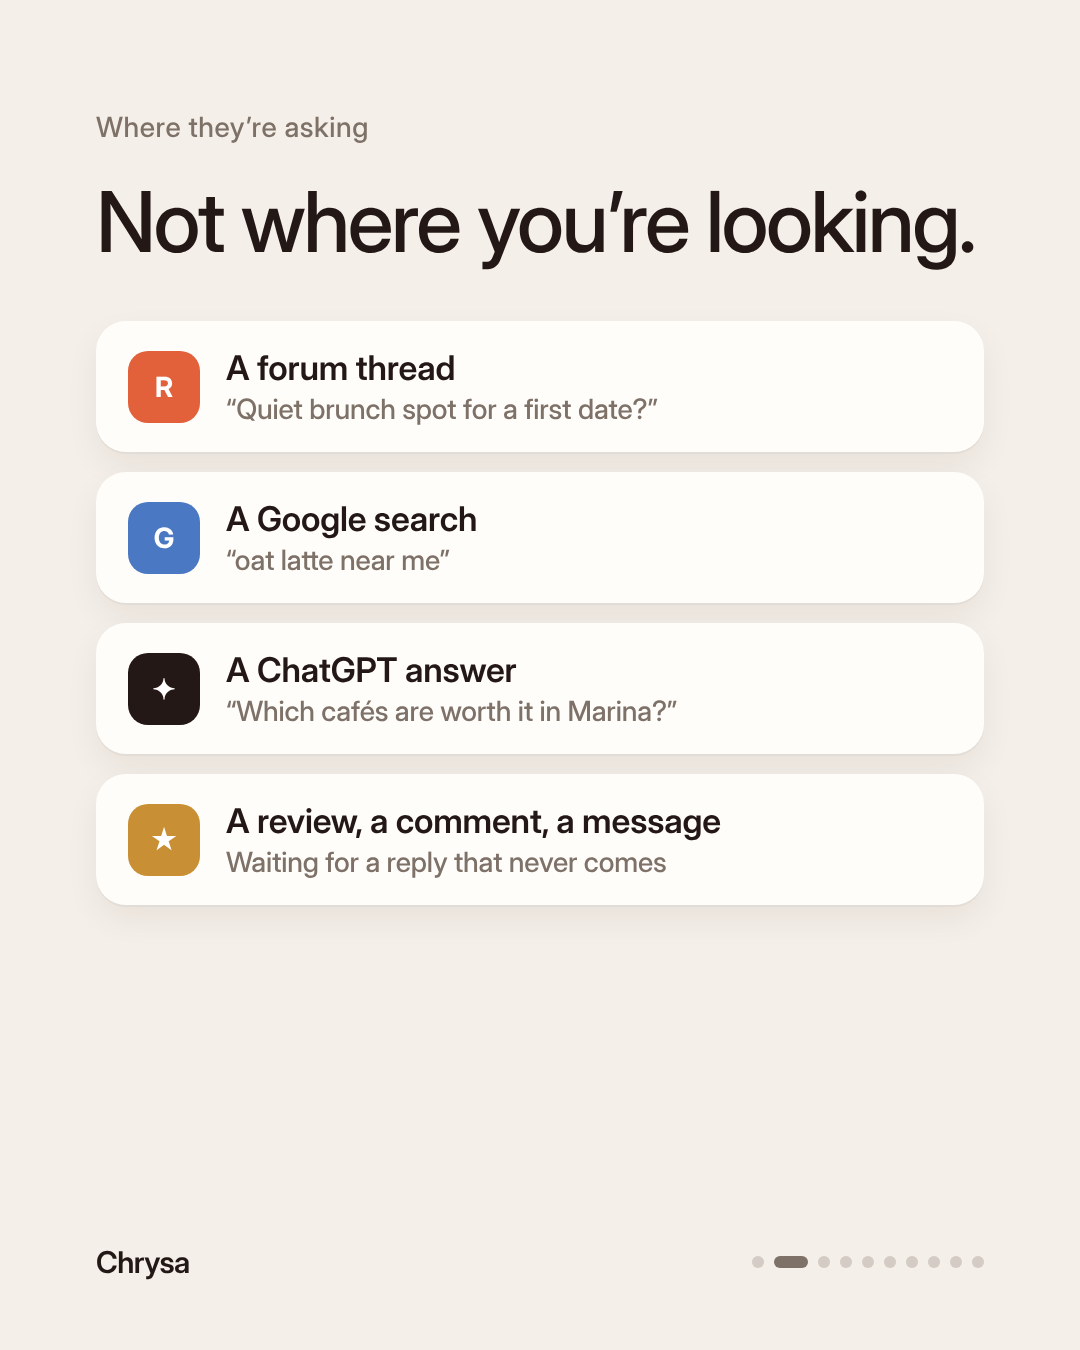 Where they’re asking
Not where you’re looking.
R
A forum thread
“Quiet brunch spot for a first date?”
G
A Google search
“oat latte near me”
A ChatGPT answer
“Which cafés are worth it in Marina?”
A review, a comment, a message
Waiting for a reply that never comes
Chrysa